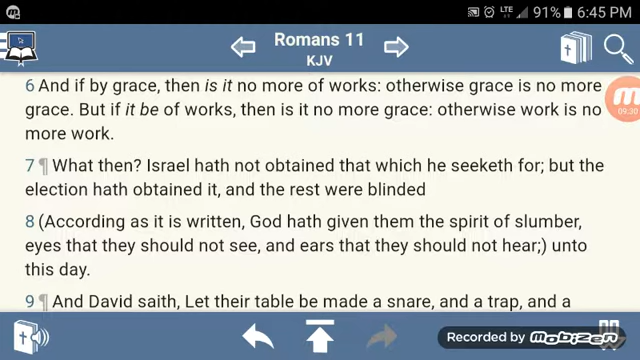 LTE 91% 6:45 PM
Romans 11
KJV
6 And if by grace, then is it no more of works: otherwise grace is no more
grace. But if it be of works, then is it no more grace: otherwise work is no
more work.
09:30
7 ¶ What then? Israel hath not obtained that which he seeketh for; but the
election hath obtained it, and the rest were blinded
8 (According as it is written, God hath given them the spirit of slumber,
eyes that they should not see, and ears that they should not hear;) unto
this day.
9 ¶ And David saith, Let their table be made a snare, and a trap, and a
Recorded by mobizen